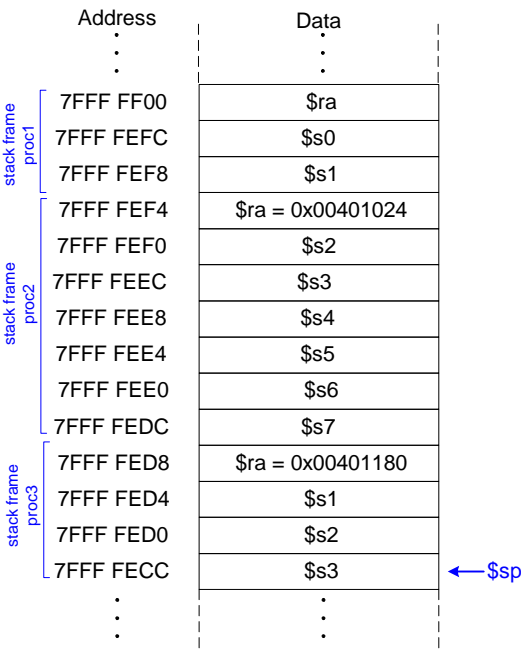 Address Data
stack frame
proc1
7FFF FF00 $ra
7FFF FEFC $s0
7FFF FEF8 $s1
stack frame
proc2
7FFF FEF4 $ra = 0x00401024
7FFF FEF0 $s2
7FFF FEEC $s3
7FFF FEE8 $s4
7FFF FEE4 $s5
7FFF FEE0 $s6
7FFF FEDC $s7
stack frame
proc3
7FFF FED8 $ra = 0x00401180
7FFF FED4 $s1
7FFF FED0 $s2
7FFF FECC $s3 $sp